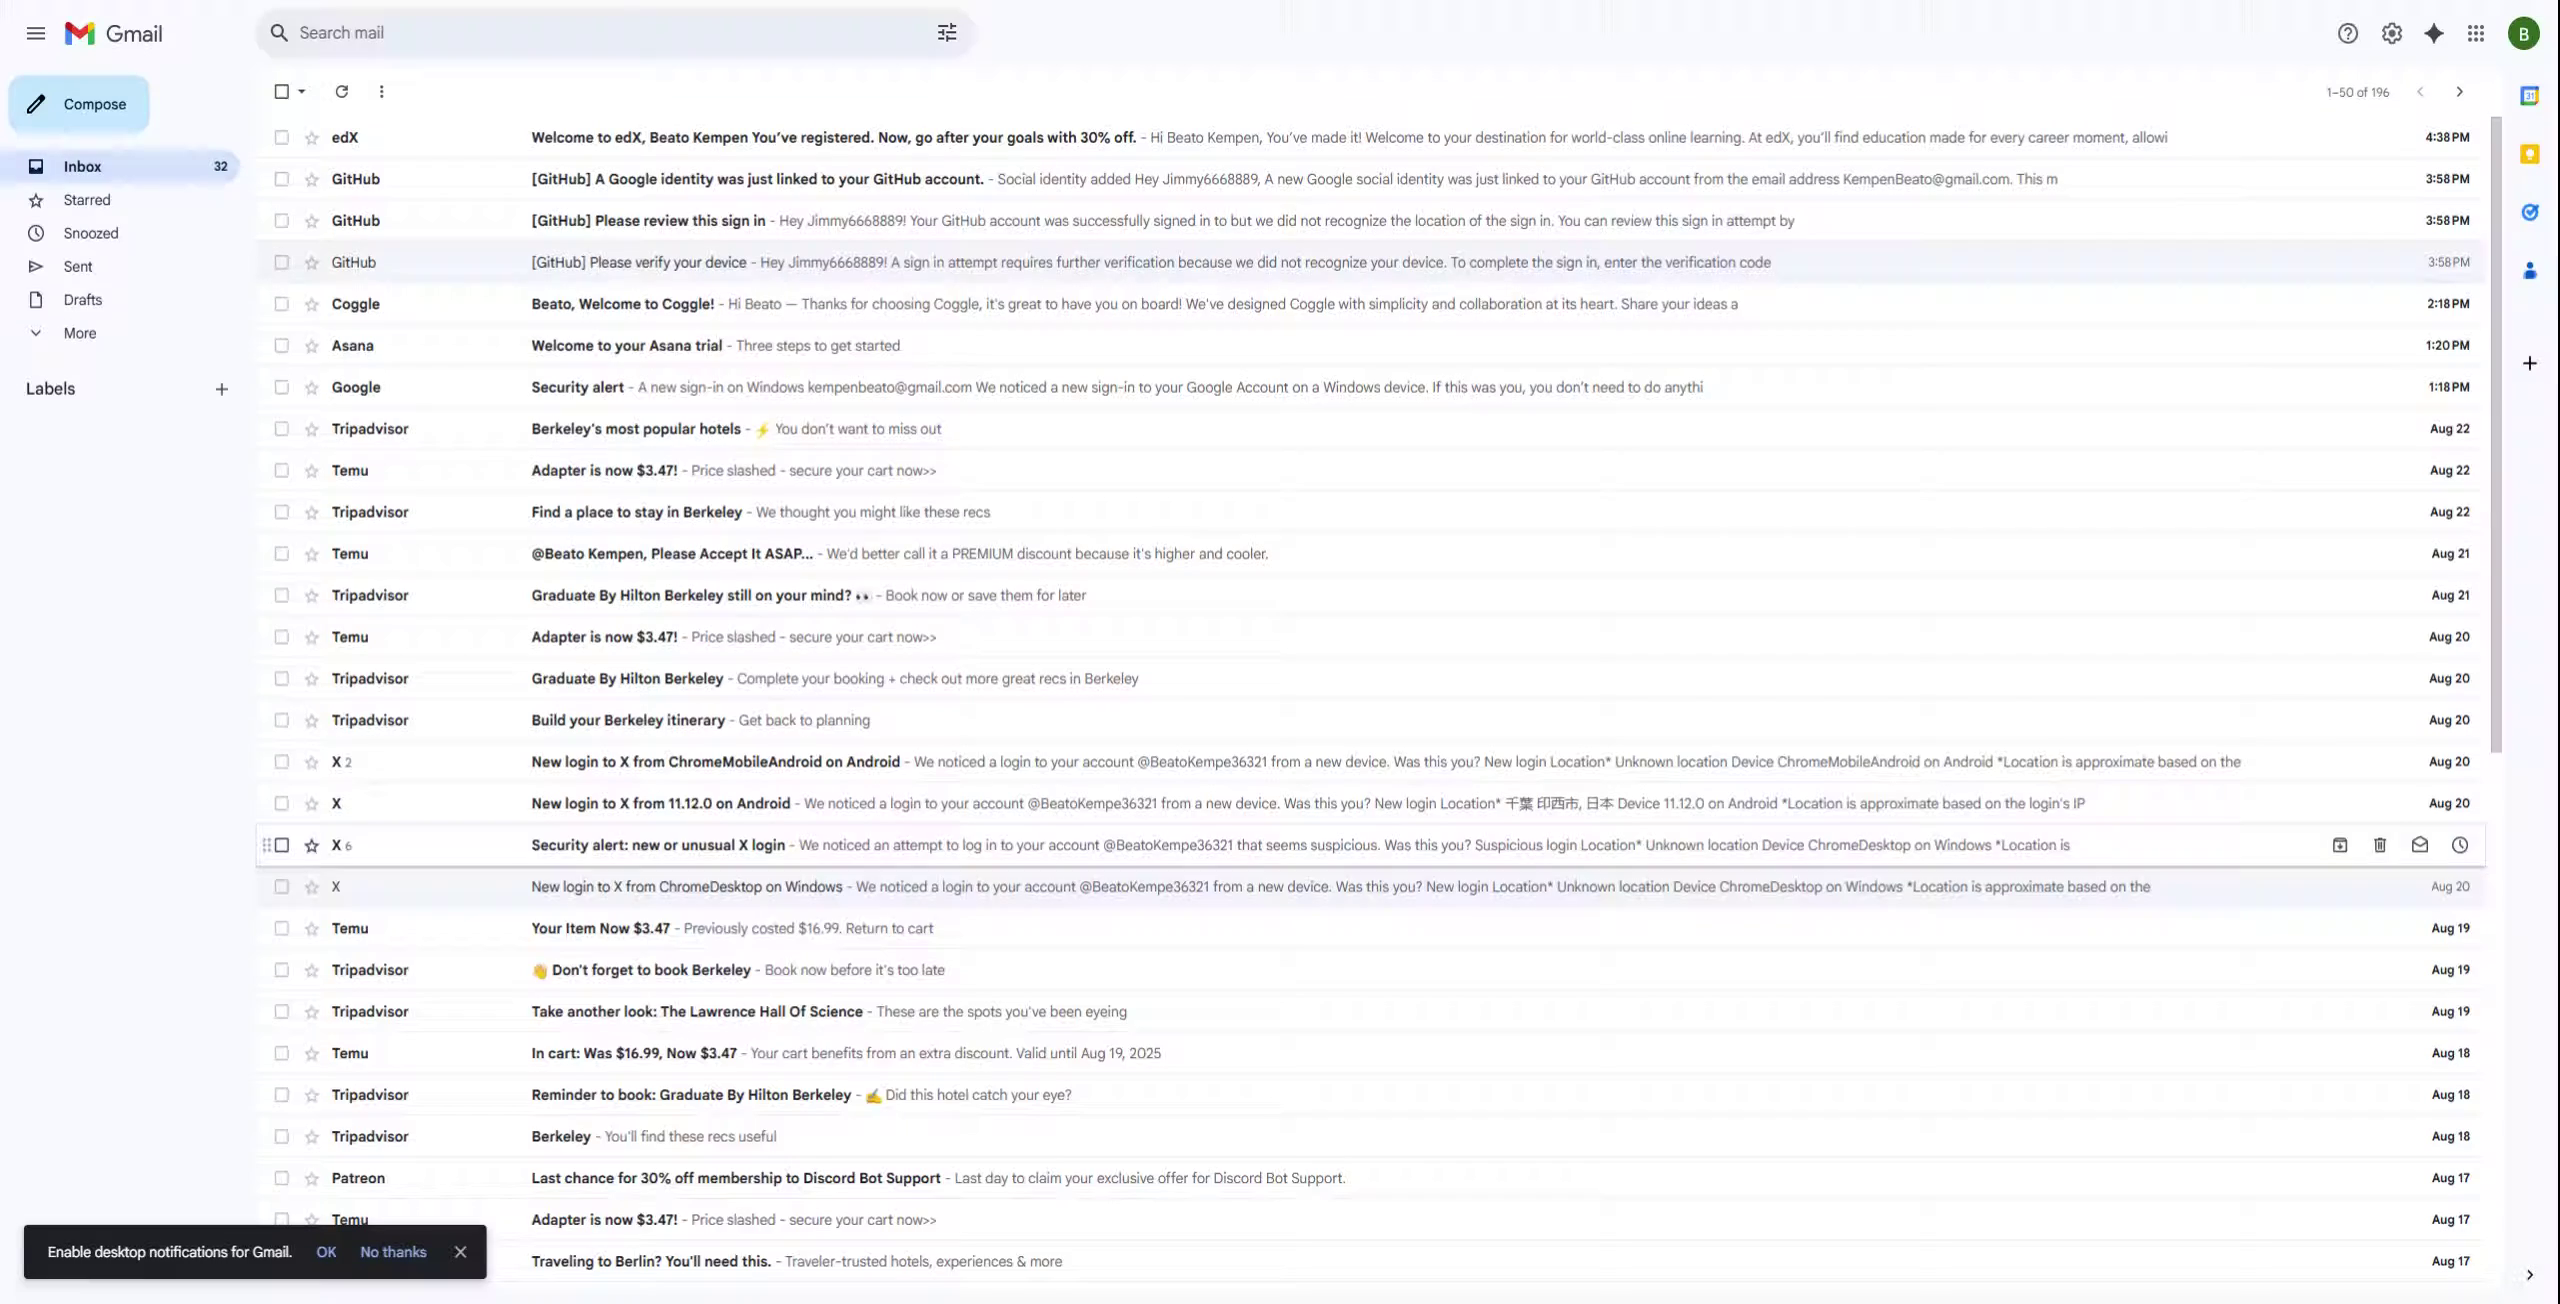 Gmail
Search mail
B
Compose
1–50 of 196
Inbox 32
Starred
Snoozed
Sent
Drafts
More
Labels
edX Welcome to edX, Beato Kempen You've registered. Now, go after your goals with 30% off. - Hi Beato Kempen, You've made it! Welcome to your destination for world-class online learning. At edX, you'll find education made for every career moment, allowi 4:38 PM
GitHub [GitHub] A Google identity was just linked to your GitHub account. - Social identity added Hey Jimmy6668889, A new Google social identity was just linked to your GitHub account from the email address KempenBeato@gmail.com. This m 3:58 PM
GitHub [GitHub] Please review this sign in - Hey Jimmy6668889! Your GitHub account was successfully signed in to but we did not recognize the location of the sign in. You can review this sign in attempt by 3:58 PM
GitHub [GitHub] Please verify your device - Hey Jimmy6668889! A sign in attempt requires further verification because we did not recognize your device. To complete the sign in, enter the verification code 3:58 PM
Coggle Beato, Welcome to Coggle! - Hi Beato — Thanks for choosing Coggle, it's great to have you on board! We've designed Coggle with simplicity and collaboration at its heart. Share your ideas a 2:18 PM
Asana Welcome to your Asana trial - Three steps to get started 1:20 PM
Google Security alert - A new sign-in on Windows kempenbeato@gmail.com We noticed a new sign-in to your Google Account on a Windows device. If this was you, you don't need to do anythi 1:18 PM
Tripadvisor Berkeley's most popular hotels - ⚡ You don't want to miss out Aug 22
Temu Adapter is now $3.47! - Price slashed - secure your cart now>> Aug 22
Tripadvisor Find a place to stay in Berkeley - We thought you might like these recs Aug 22
Temu @Beato Kempen, Please Accept It ASAP... - We'd better call it a PREMIUM discount because it's higher and cooler. Aug 21
Tripadvisor Graduate By Hilton Berkeley still on your mind? 👀 - Book now or save them for later Aug 21
Temu Adapter is now $3.47! - Price slashed - secure your cart now>> Aug 20
Tripadvisor Graduate By Hilton Berkeley - Complete your booking + check out more great recs in Berkeley Aug 20
Tripadvisor Build your Berkeley itinerary - Get back to planning Aug 20
X 2 New login to X from ChromeMobileAndroid on Android - We noticed a login to your account @BeatoKempe36321 from a new device. Was this you? New login Location* Unknown location Device ChromeMobileAndroid on Android *Location is approximate based on the Aug 20
X New login to X from 11.12.0 on Android - We noticed a login to your account @BeatoKempe36321 from a new device. Was this you? New login Location* 千葉 印西市, 日本 Device 11.12.0 on Android *Location is approximate based on the login's IP Aug 20
X 6 Security alert: new or unusual X login - We noticed an attempt to log in to your account @BeatoKempe36321 that seems suspicious. Was this you? Suspicious login Location* Unknown location Device ChromeDesktop on Windows *Location is
X New login to X from ChromeDesktop on Windows - We noticed a login to your account @BeatoKempe36321 from a new device. Was this you? New login Location* Unknown location Device ChromeDesktop on Windows *Location is approximate based on the Aug 20
Temu Your Item Now $3.47 - Previously costed $16.99. Return to cart Aug 19
Tripadvisor 👋 Don't forget to book Berkeley - Book now before it's too late Aug 19
Tripadvisor Take another look: The Lawrence Hall Of Science - These are the spots you've been eyeing Aug 19
Temu In cart: Was $16.99, Now $3.47 - Your cart benefits from an extra discount. Valid until Aug 19, 2025 Aug 18
Tripadvisor Reminder to book: Graduate By Hilton Berkeley - ✍️ Did this hotel catch your eye? Aug 18
Tripadvisor Berkeley - You'll find these recs useful Aug 18
Patreon Last chance for 30% off membership to Discord Bot Support - Last day to claim your exclusive offer for Discord Bot Support. Aug 17
Temu Adapter is now $3.47! - Price slashed - secure your cart now>> Aug 17
Enable desktop notifications for Gmail. OK No thanks
Traveling to Berlin? You'll need this. - Traveler-trusted hotels, experiences & more Aug 17